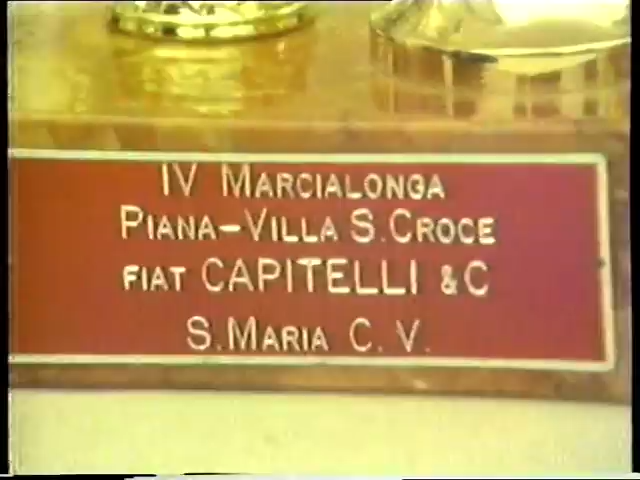 IV MARCIALONGA
PIANA-VILLA S. CROCE
FIAT CAPITELLI & C
S. MARIA C. V.